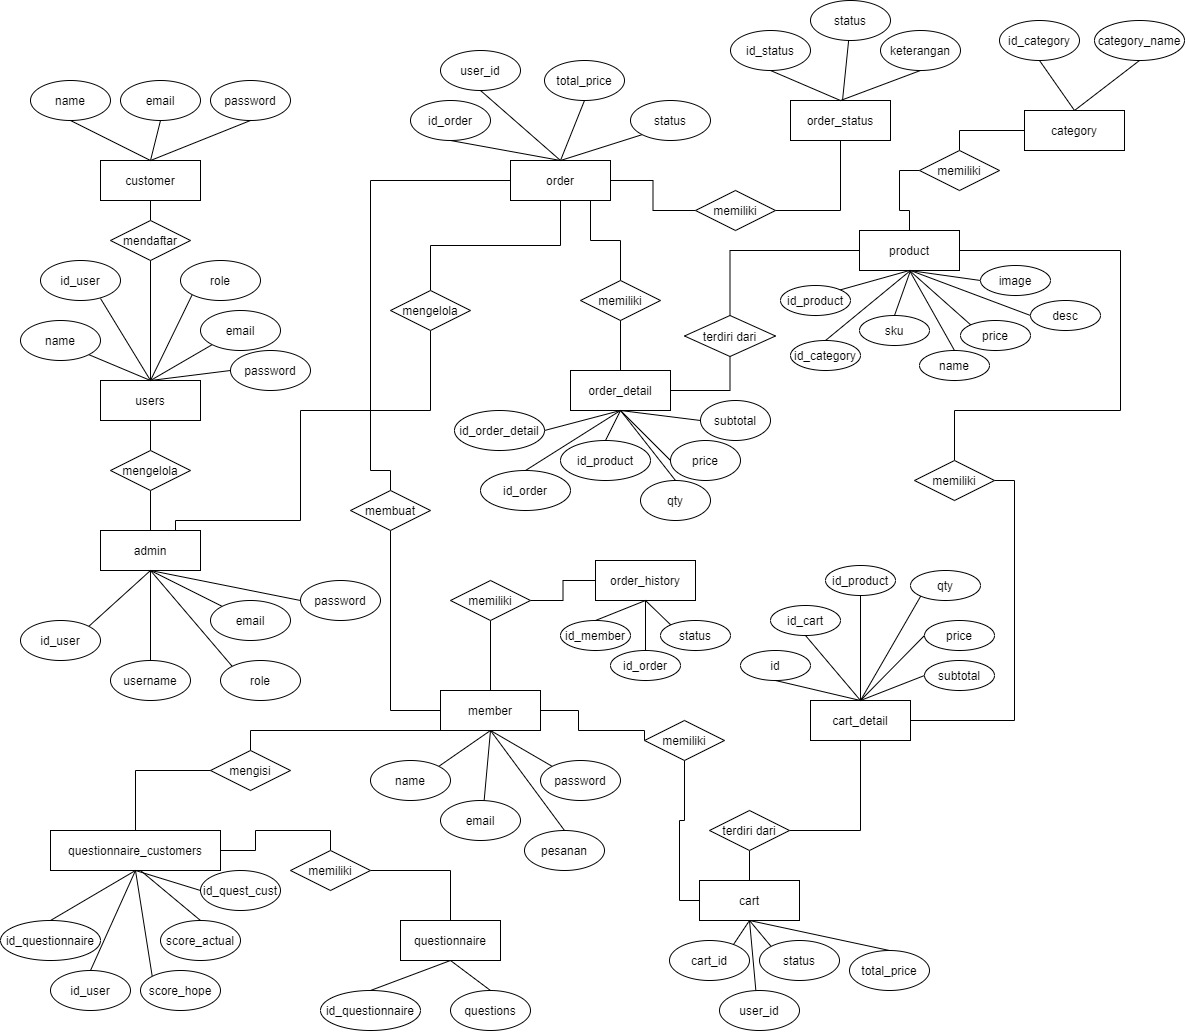 status
id_status
keterangan
id_category
category_name
user_id
total_price
name
email
password
id_order
status
order_status
category
customer
order
memiliki
memiliki
mendaftar
product
id_user
role
image
id_product
memiliki
mengelola
desc
name
email
sku
price
terdiri dari
id_category
password
name
users
order_detail
subtotal
id_order_detail
id_product
price
mengelola
memiliki
id_order
qty
membuat
admin
order_history
id_product
qty
password
memiliki
email
id_cart
id_user
id_member
status
price
id
id_order
subtotal
username
role
member
cart_detail
memiliki
mengisi
name
password
email
terdiri dari
questionnaire_customers
pesanan
memiliki
id_quest_cust
cart
id_questionnaire
score_actual
questionnaire
cart_id
status
total_price
id_user
score_hope
id_questionnaire
questions
user_id